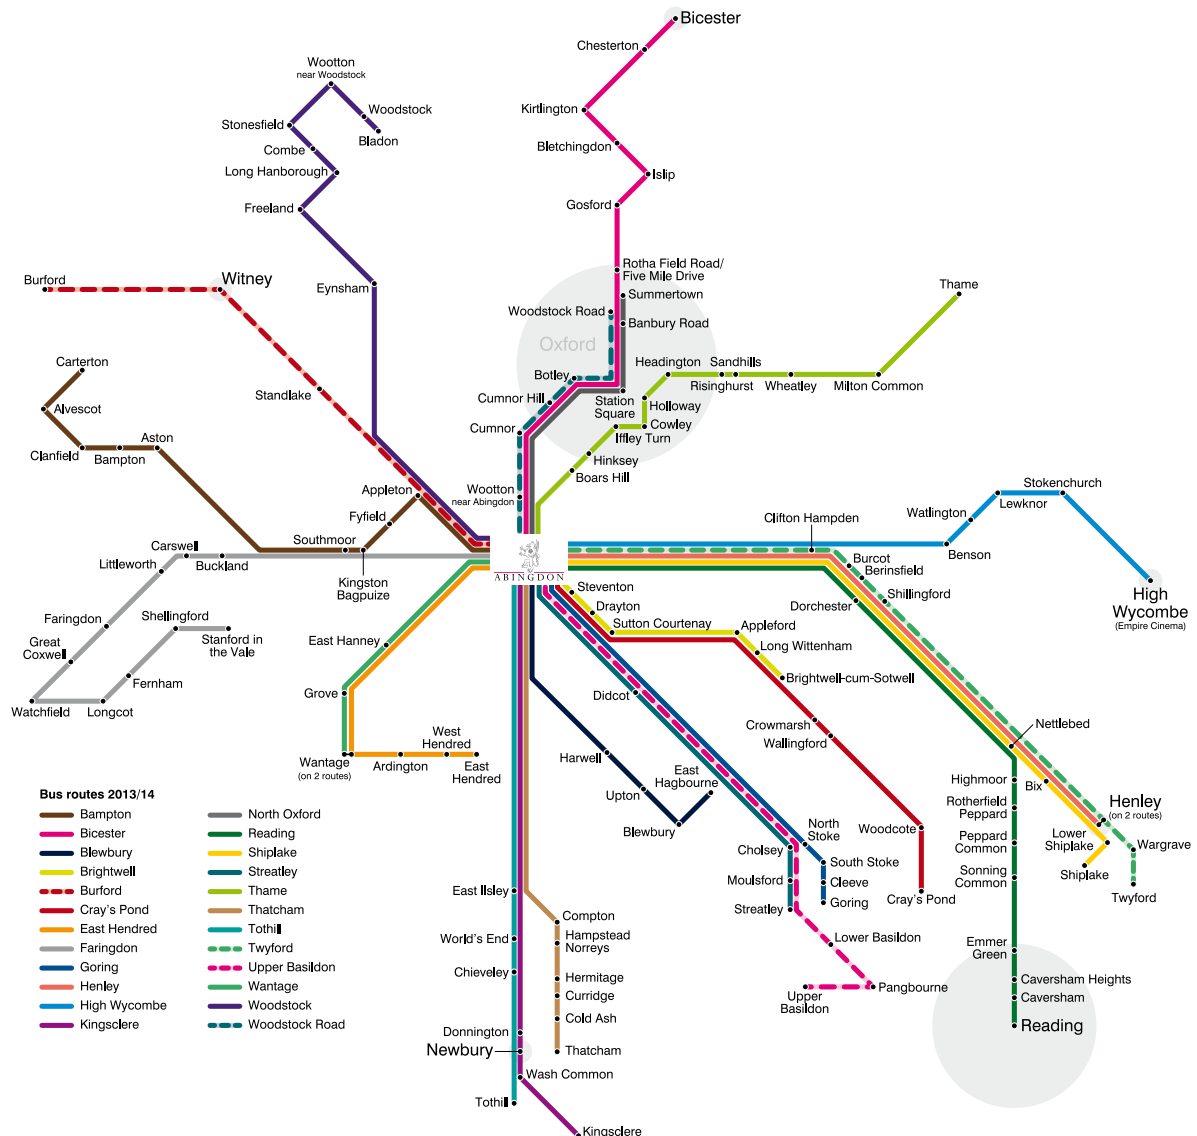 Bicester
Chesterton
Kirtlington
Bletchingdon
Islip
Gosford
Rotha Field Road/
Five Mile Drive
Summertown
Woodstock Road
Banbury Road
Oxford
Botley
Cumnor Hill
Station
Square
Cumnor
Wootton
near Abingdon
Wootton
near Woodstock
Woodstock
Bladon
Stonesfield
Combe
Long Hanborough
Freeland
Eynsham
Burford
Witney
Standlake
Carterton
Alvescot
Clanfield
Bampton
Aston
Appleton
Fyfield
Southmoor
Kingston
Bagpuize
Thame
Headington
Sandhills
Risinghurst
Wheatley
Milton Common
Holloway
Cowley
Iffley Turn
Hinksey
Boars Hill
Carswell
Buckland
Littleworth
Faringdon
Great
Coxwell
Watchfield
Longcot
Fernham
Shellingford
Stanford in
the Vale
ABINGDON
Clifton Hampden
Stokenchurch
Lewknor
Watlington
Benson
High
Wycombe
(Empire Cinema)
Burcot
Berinsfield
Shillingford
Dorchester
Steventon
Drayton
Sutton Courtenay
Appleford
Long Wittenham
Brightwell-cum-Sotwell
East Hanney
Grove
Wantage
(on 2 routes)
Ardington
West
Hendred
East
Hendred
Didcot
Crowmarsh
Wallingford
Nettlebed
Harwell
Upton
Blewbury
East
Hagbourne
Highmoor
Rotherfield
Peppard
Peppard
Common
Sonning
Common
Emmer
Green
Caversham Heights
Caversham
Reading
Bix
Henley
(on 2 routes)
Lower
Shiplake
Shiplake
Wargrave
Twyford
Woodcote
Cray's Pond
North
Stoke
South Stoke
Cleeve
Goring
Cholsey
Moulsford
Streatley
Lower Basildon
Pangbourne
Upper
Basildon
East Ilsley
World's End
Chieveley
Donnington
Newbury
Wash Common
Tothill
Kingsclere
Compton
Hampstead
Norreys
Hermitage
Curridge
Cold Ash
Thatcham
Bus routes 2013/14
Bampton
Bicester
Blewbury
Brightwell
Burford
Cray's Pond
East Hendred
Faringdon
Goring
Henley
High Wycombe
Kingsclere
North Oxford
Reading
Shiplake
Streatley
Thame
Thatcham
Tothill
Twyford
Upper Basildon
Wantage
Woodstock
Woodstock Road